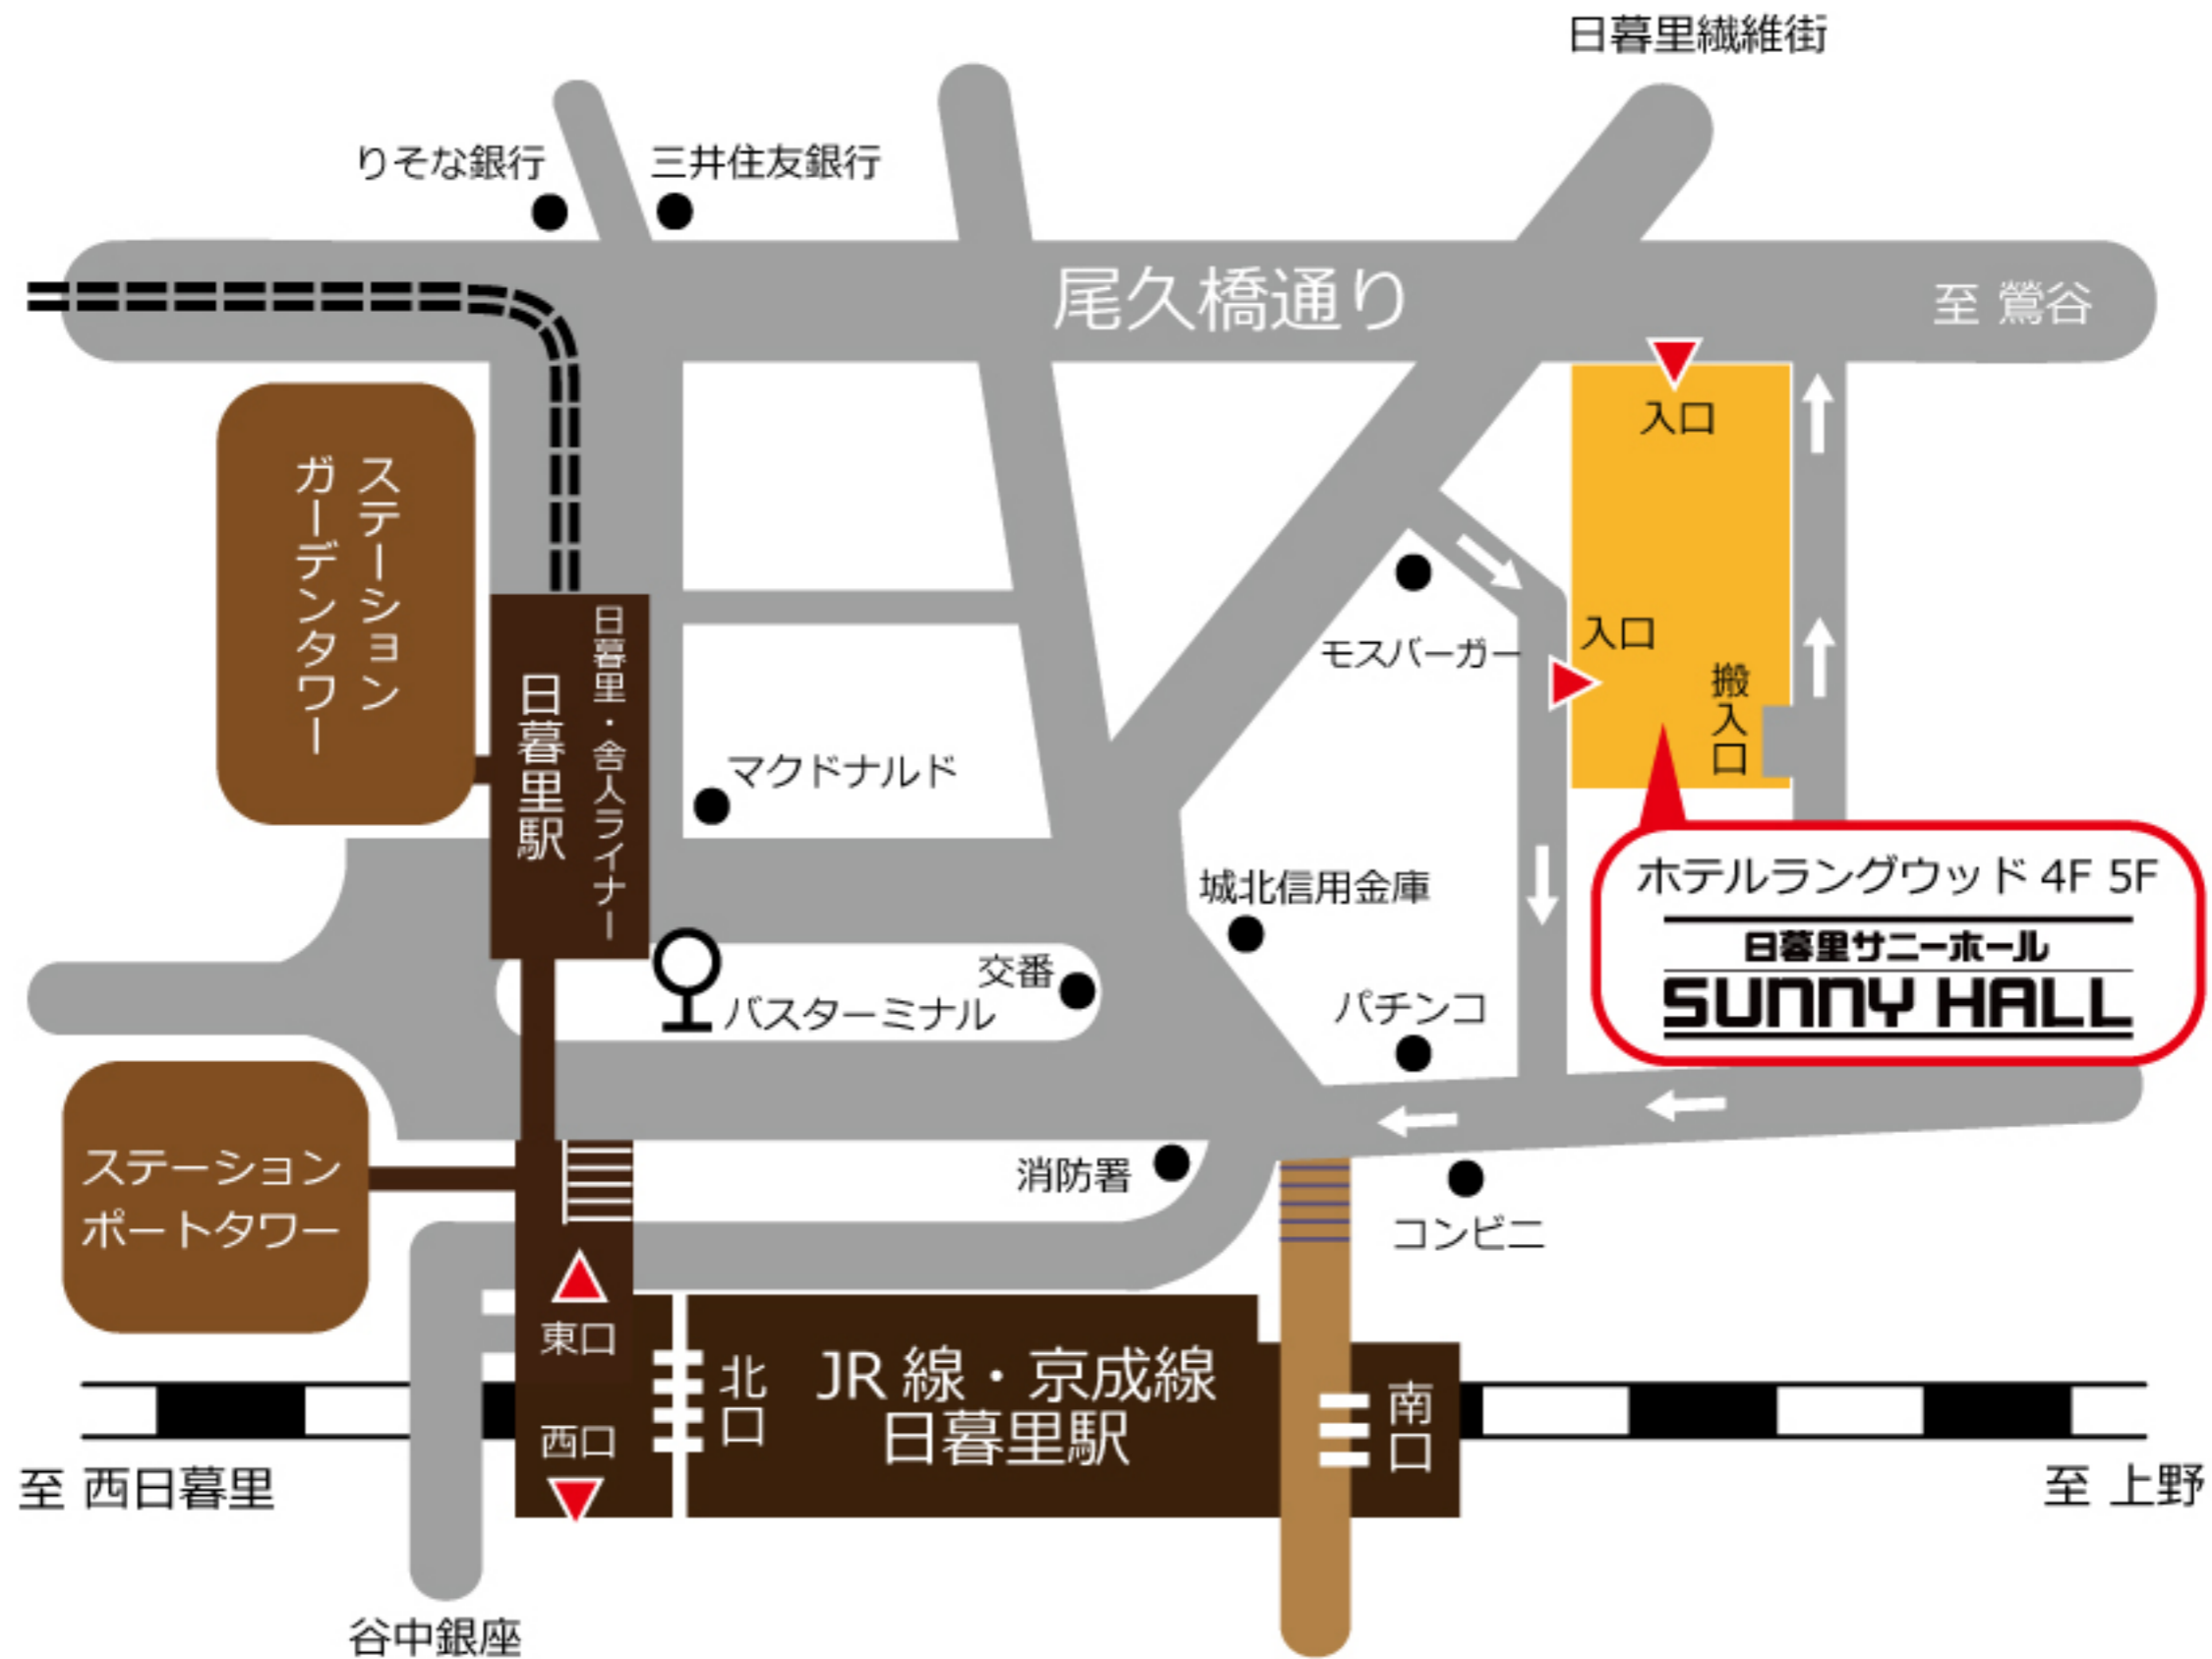 日暮里繊維街
りそな銀行
三井住友銀行
尾久橋通り
至 鶯谷
入口
ステーション
ガーデンタワー
日暮里・舎人ライナー
日暮里駅
入口
モスバーガー
搬入口
マクドナルド
城北信用金庫
ホテルラングウッド 4F 5F
日暮里サニーホール
SUNNY HALL
交番
バスターミナル
パチンコ
消防署
コンビニ
ステーション
ポートタワー
東口
西口
北口
JR 線・京成線
日暮里駅
南口
至 西日暮里
至 上野
谷中銀座